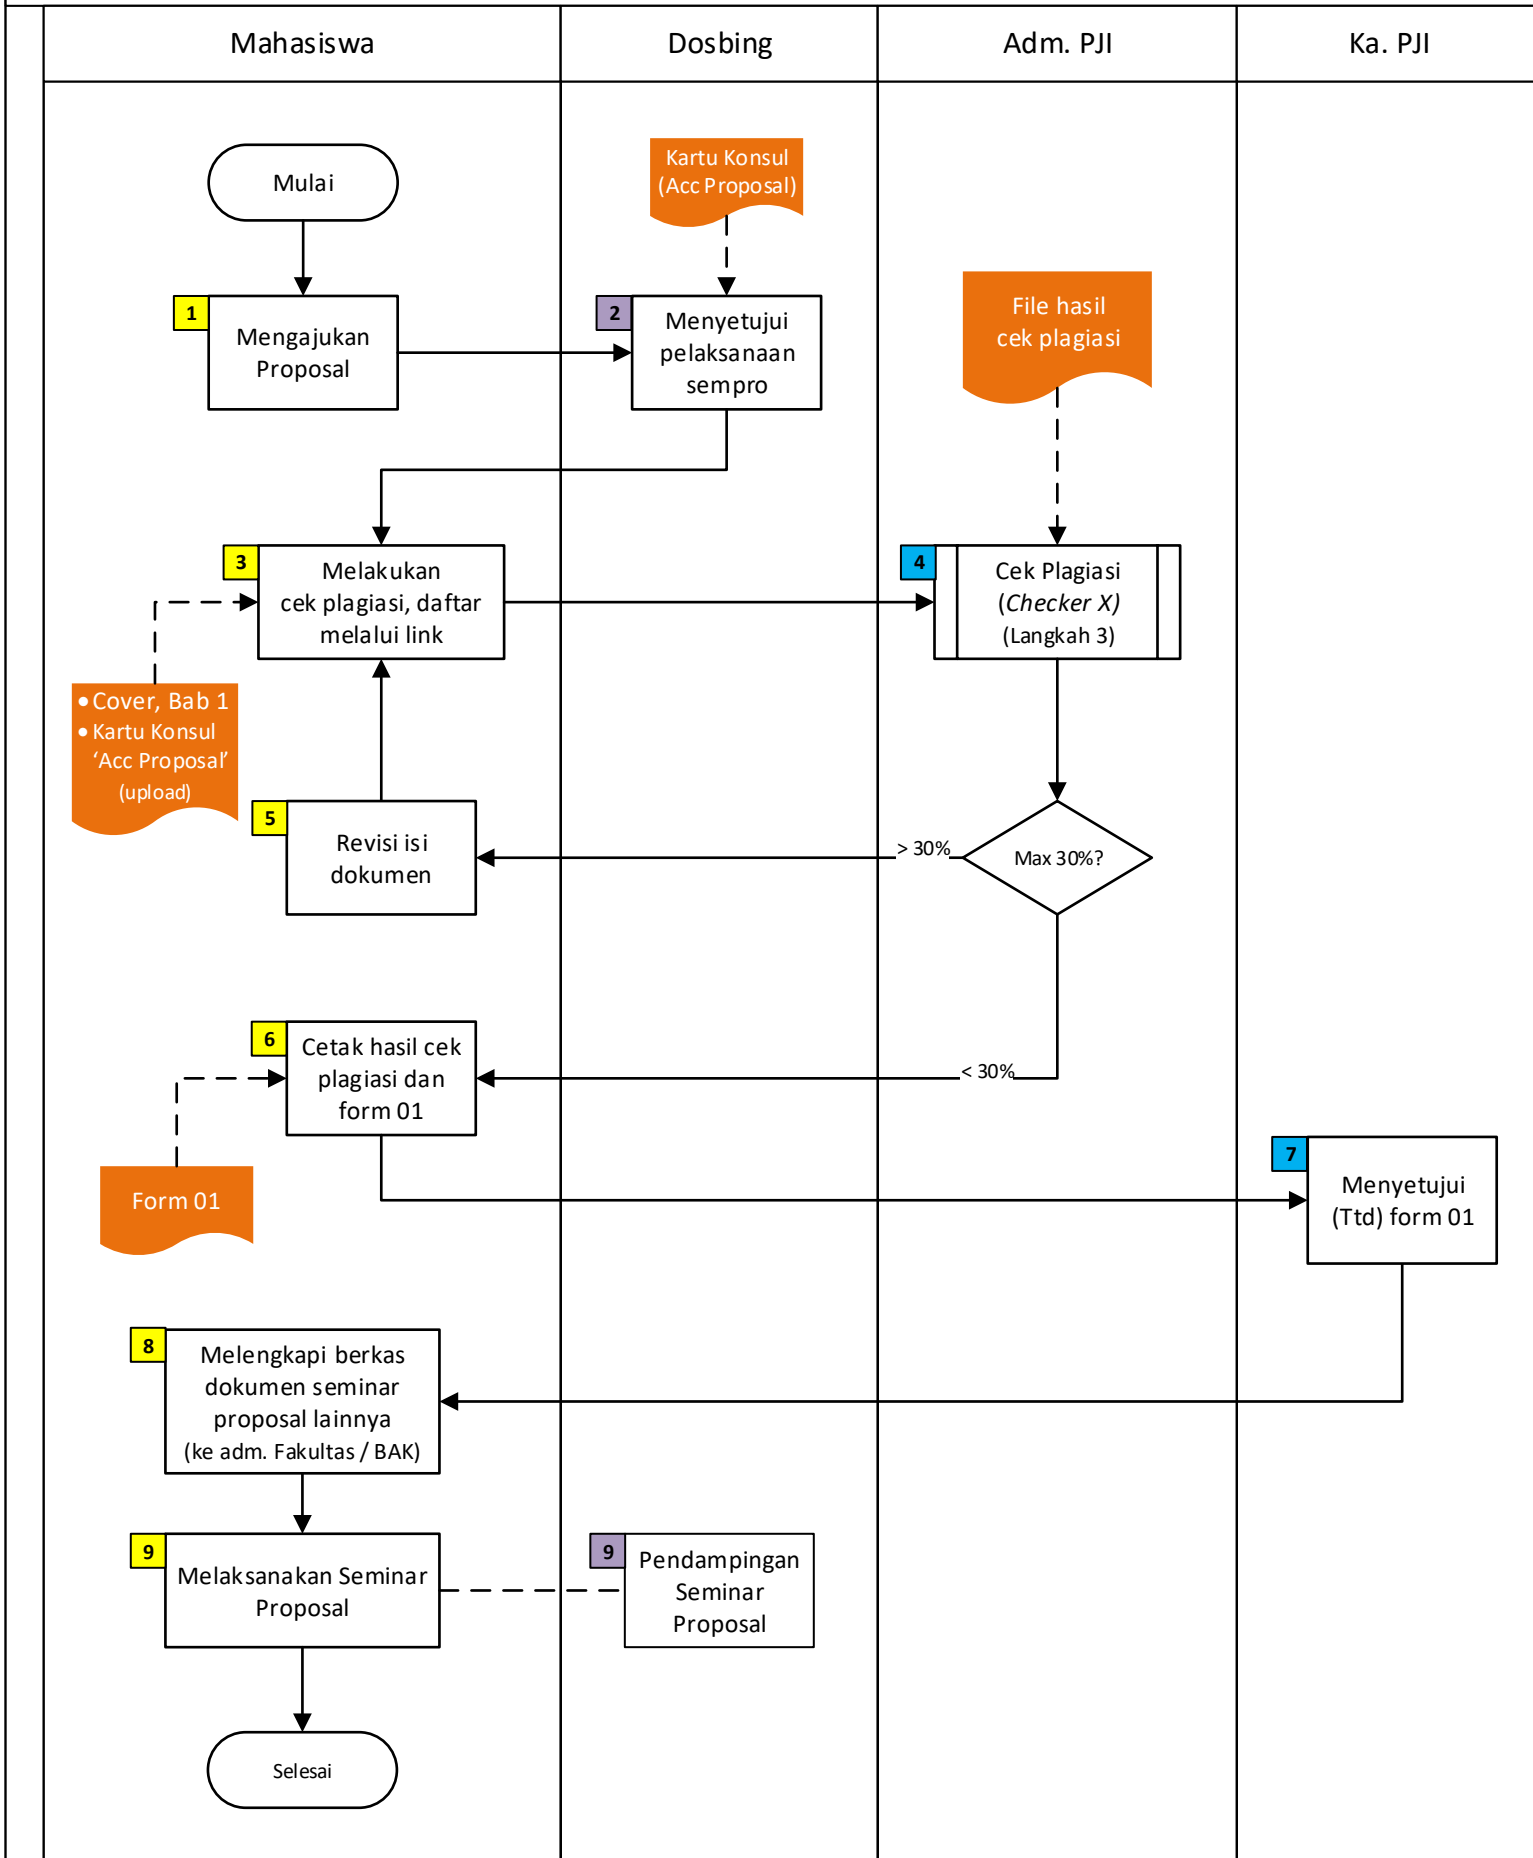 Mahasiswa
Dosbing
Adm. PJI
Ka. PJI
Mulai
Kartu Konsul
(Acc Proposal)
1
Mengajukan
Proposal
2
Menyetujui
pelaksanaan
sempro
File hasil
cek plagiasi
3
Melakukan
cek plagiasi, daftar
melalui link
4
Cek Plagiasi
(Checker X)
(Langkah 3)
• Cover, Bab 1
• Kartu Konsul
‘Acc Proposal’
(upload)
5
Revisi isi
dokumen
> 30%
Max 30%?
6
Cetak hasil cek
plagiasi dan
form 01
< 30%
Form 01
7
Menyetujui
(Ttd) form 01
8
Melengkapi berkas
dokumen seminar
proposal lainnya
(ke adm. Fakultas / BAK)
9
Melaksanakan Seminar
Proposal
9
Pendampingan
Seminar
Proposal
Selesai